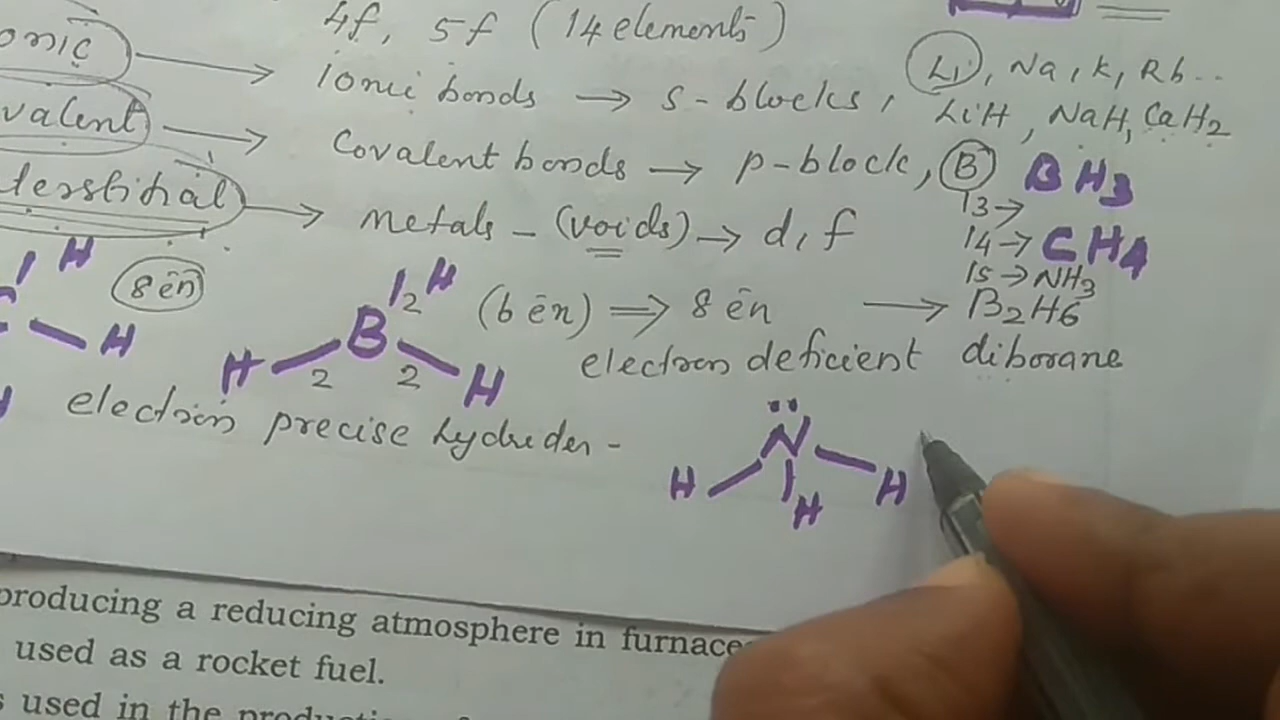 4f, 5f (14 elements)
onic → Ionic bonds → s-blocks, Li, Na, K, Rb..
LiH, NaH, CaH2
valent → Covalent bonds → p-block, B BH3
13→
terstitial → metals - (voids) → d, f
14→ CH4
15→ NH3
H
8 ēn
H
B
H
H
2
2
2
(6 ēn) ⇒ 8 ēn → B2H6
electron deficient diborane
H
electron precise hydrides -
N
H
H
H
producing a reducing atmosphere in furnace
used as a rocket fuel.
s used in the